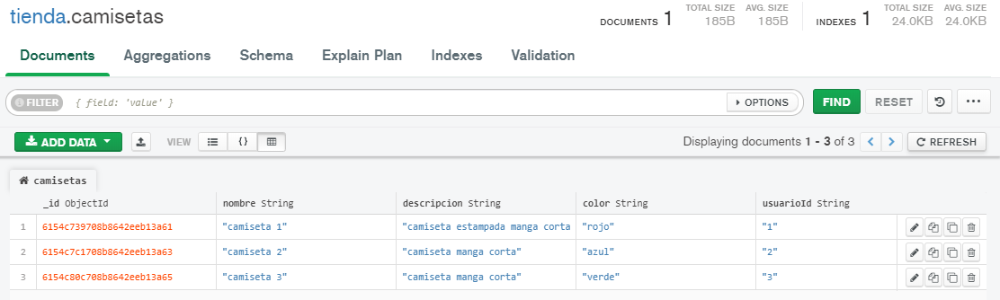 tienda.camisetas
DOCUMENTS 1 TOTAL SIZE 185B AVG. SIZE 185B INDEXES 1 TOTAL SIZE 24.0KB AVG. SIZE 24.0KB
Documents Aggregations Schema Explain Plan Indexes Validation
FILTER { field: 'value' } OPTIONS FIND RESET
ADD DATA VIEW {} Displaying documents 1 - 3 of 3 REFRESH
camisetas
_id ObjectId nombre String descripcion String color String usuarioId String
1 6154c739708b8642eeb13a61 "camiseta 1" "camiseta estampada manga corta "rojo" "1"
2 6154c7c1708b8642eeb13a63 "camiseta 2" "camiseta manga corta" "azul" "2"
3 6154c80c708b8642eeb13a65 "camiseta 3" "camiseta manga corta" "verde" "3"